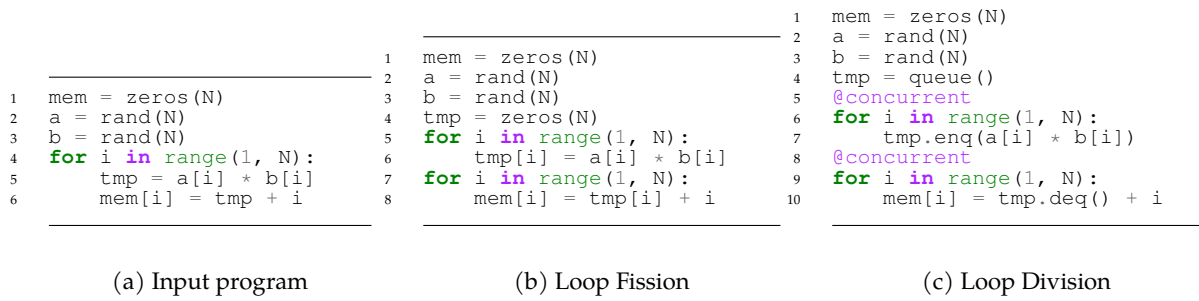 1 mem = zeros(N)
2 a = rand(N)
3 b = rand(N)
4 for i in range(1, N):
5 tmp = a[i] * b[i]
6 mem[i] = tmp + i
(a) Input program
1 mem = zeros(N)
2 a = rand(N)
3 b = rand(N)
4 tmp = zeros(N)
5 for i in range(1, N):
6 tmp[i] = a[i] * b[i]
7 for i in range(1, N):
8 mem[i] = tmp[i] + i
(b) Loop Fission
1 mem = zeros(N)
2 a = rand(N)
3 b = rand(N)
4 tmp = queue()
5 @concurrent
6 for i in range(1, N):
7 tmp.enq(a[i] * b[i])
8 @concurrent
9 for i in range(1, N):
10 mem[i] = tmp.deq() + i
(c) Loop Division